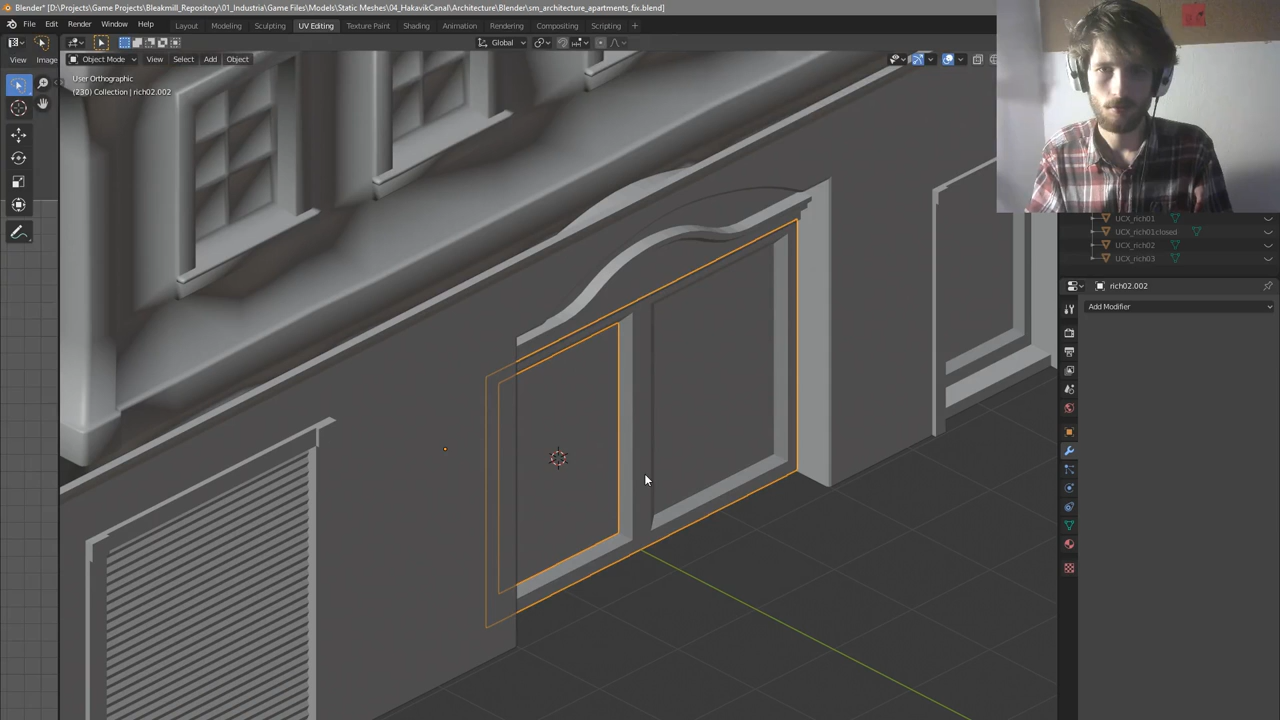 Blender* [D:\Projects\Game Projects\Bleakmill_Repository\01_Industria\Game Files\Models\Static Meshes\04_HakavikCanal\Architecture\Blender\sm_architecture_apartments_fix.blend]
File Edit Render Window Help Layout Modeling Sculpting UV Editing Texture Paint Shading Animation Rendering Compositing Scripting +
Global
View Image Object Mode View Select Add Object
User Orthographic
(230) Collection | rich02.002
UCX_rich01
UCX_rich01closed
UCX_rich02
UCX_rich03
rich02.002
Add Modifier